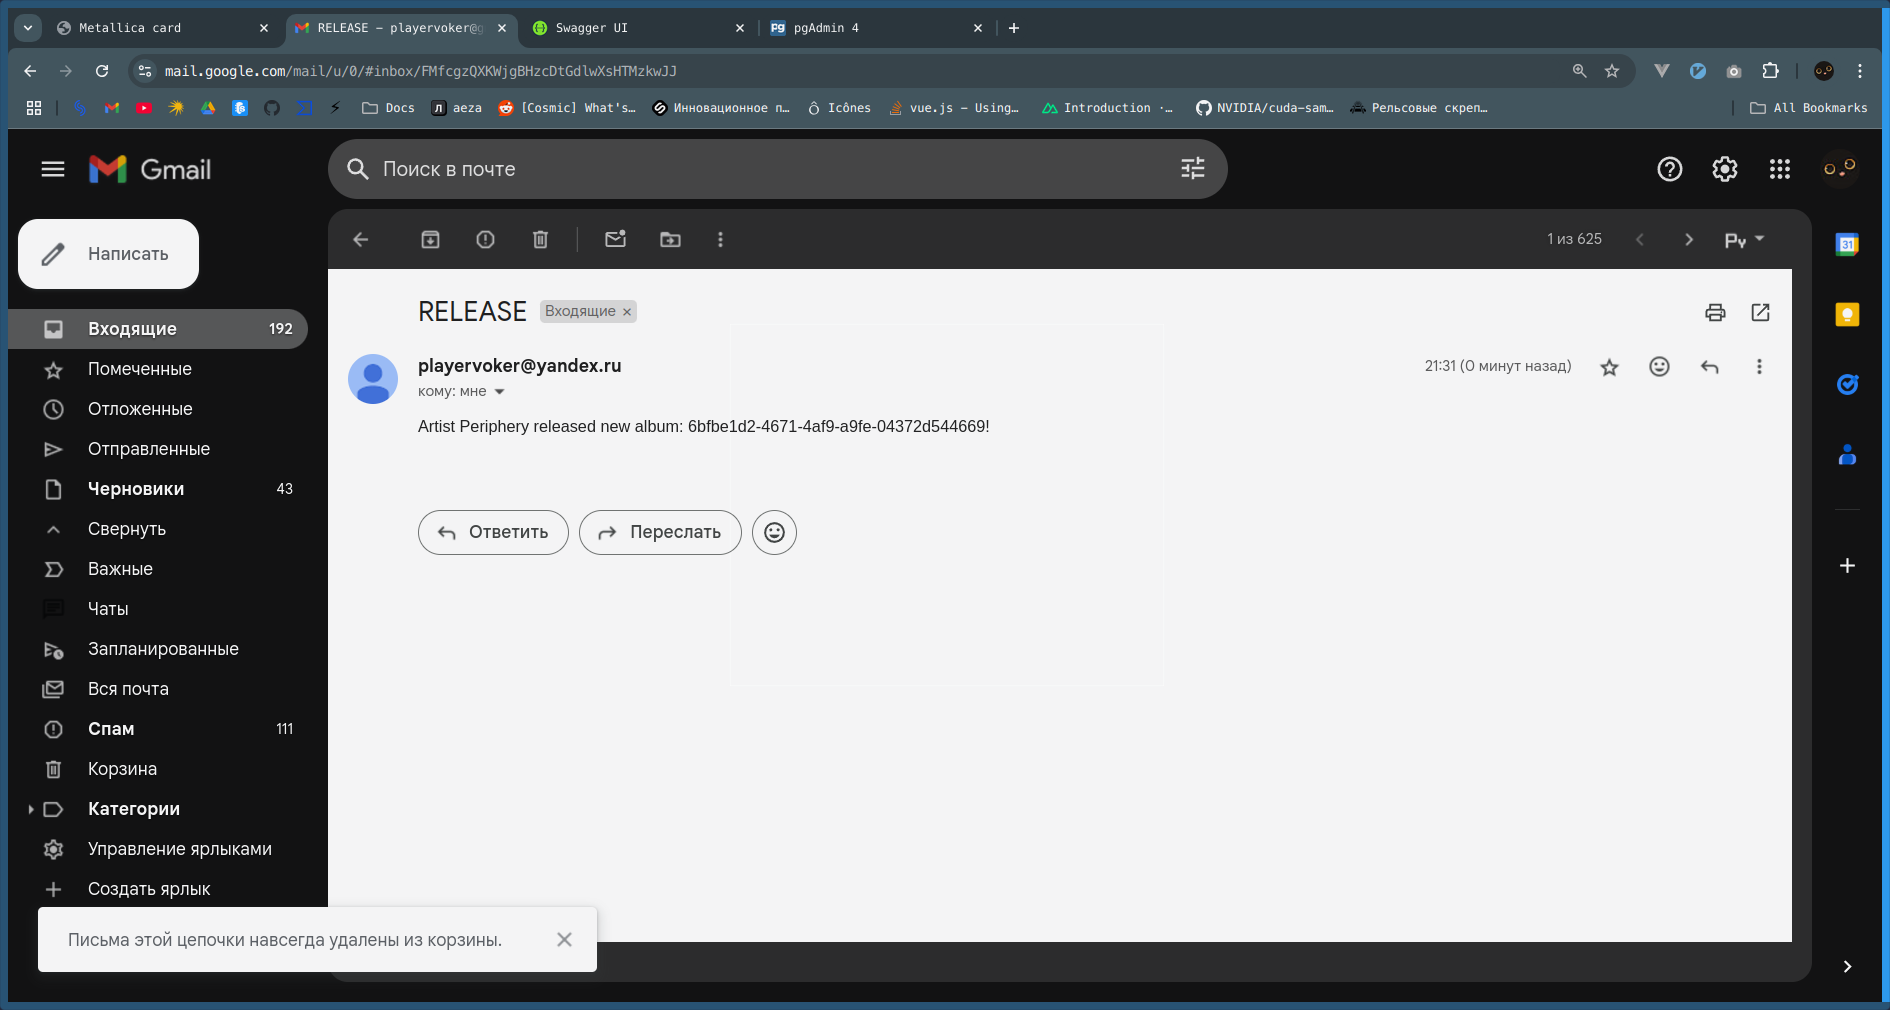 Metallica card
RELEASE - playervoker@g
Swagger UI
pgAdmin 4
mail.google.com/mail/u/0/#inbox/FMfcgzQXKWjgBHzcDtGdlwXsHTMzkwJJ
Docs
aeza
[Cosmic] What's…
Инновационное п…
Icônes
vue.js - Using…
Introduction ·…
NVIDIA/cuda-sam…
Рельсовые скреп…
All Bookmarks
Gmail
Поиск в почте
Написать
1 из 625
Ру
RELEASE
Входящие ×
Входящие 192
Помеченные
Отложенные
Отправленные
Черновики 43
Свернуть
Важные
Чаты
Запланированные
Вся почта
Спам 111
Корзина
Категории
Управление ярлыками
Создать ярлык
playervoker@yandex.ru
21:31 (0 минут назад)
кому: мне
Artist Periphery released new album: 6bfbe1d2-4671-4af9-a9fe-04372d544669!
Ответить
Переслать
31
Письма этой цепочки навсегда удалены из корзины.